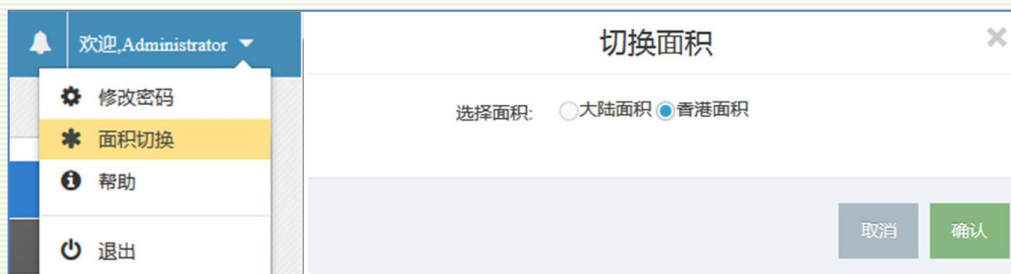 欢迎,Administrator
修改密码
面积切换
帮助
退出
切换面积
选择面积: 大陆面积 香港面积
取消 确认